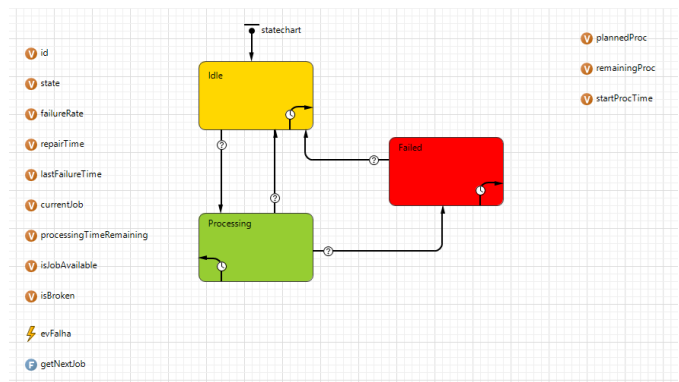 statechart
id
state
failureRate
repairTime
lastFailureTime
currentJob
processingTimeRemaining
isJobAvailable
isBroken
evFalha
getNextJob
Idle
Failed
Processing
plannedProc
remainingProc
startProcTime